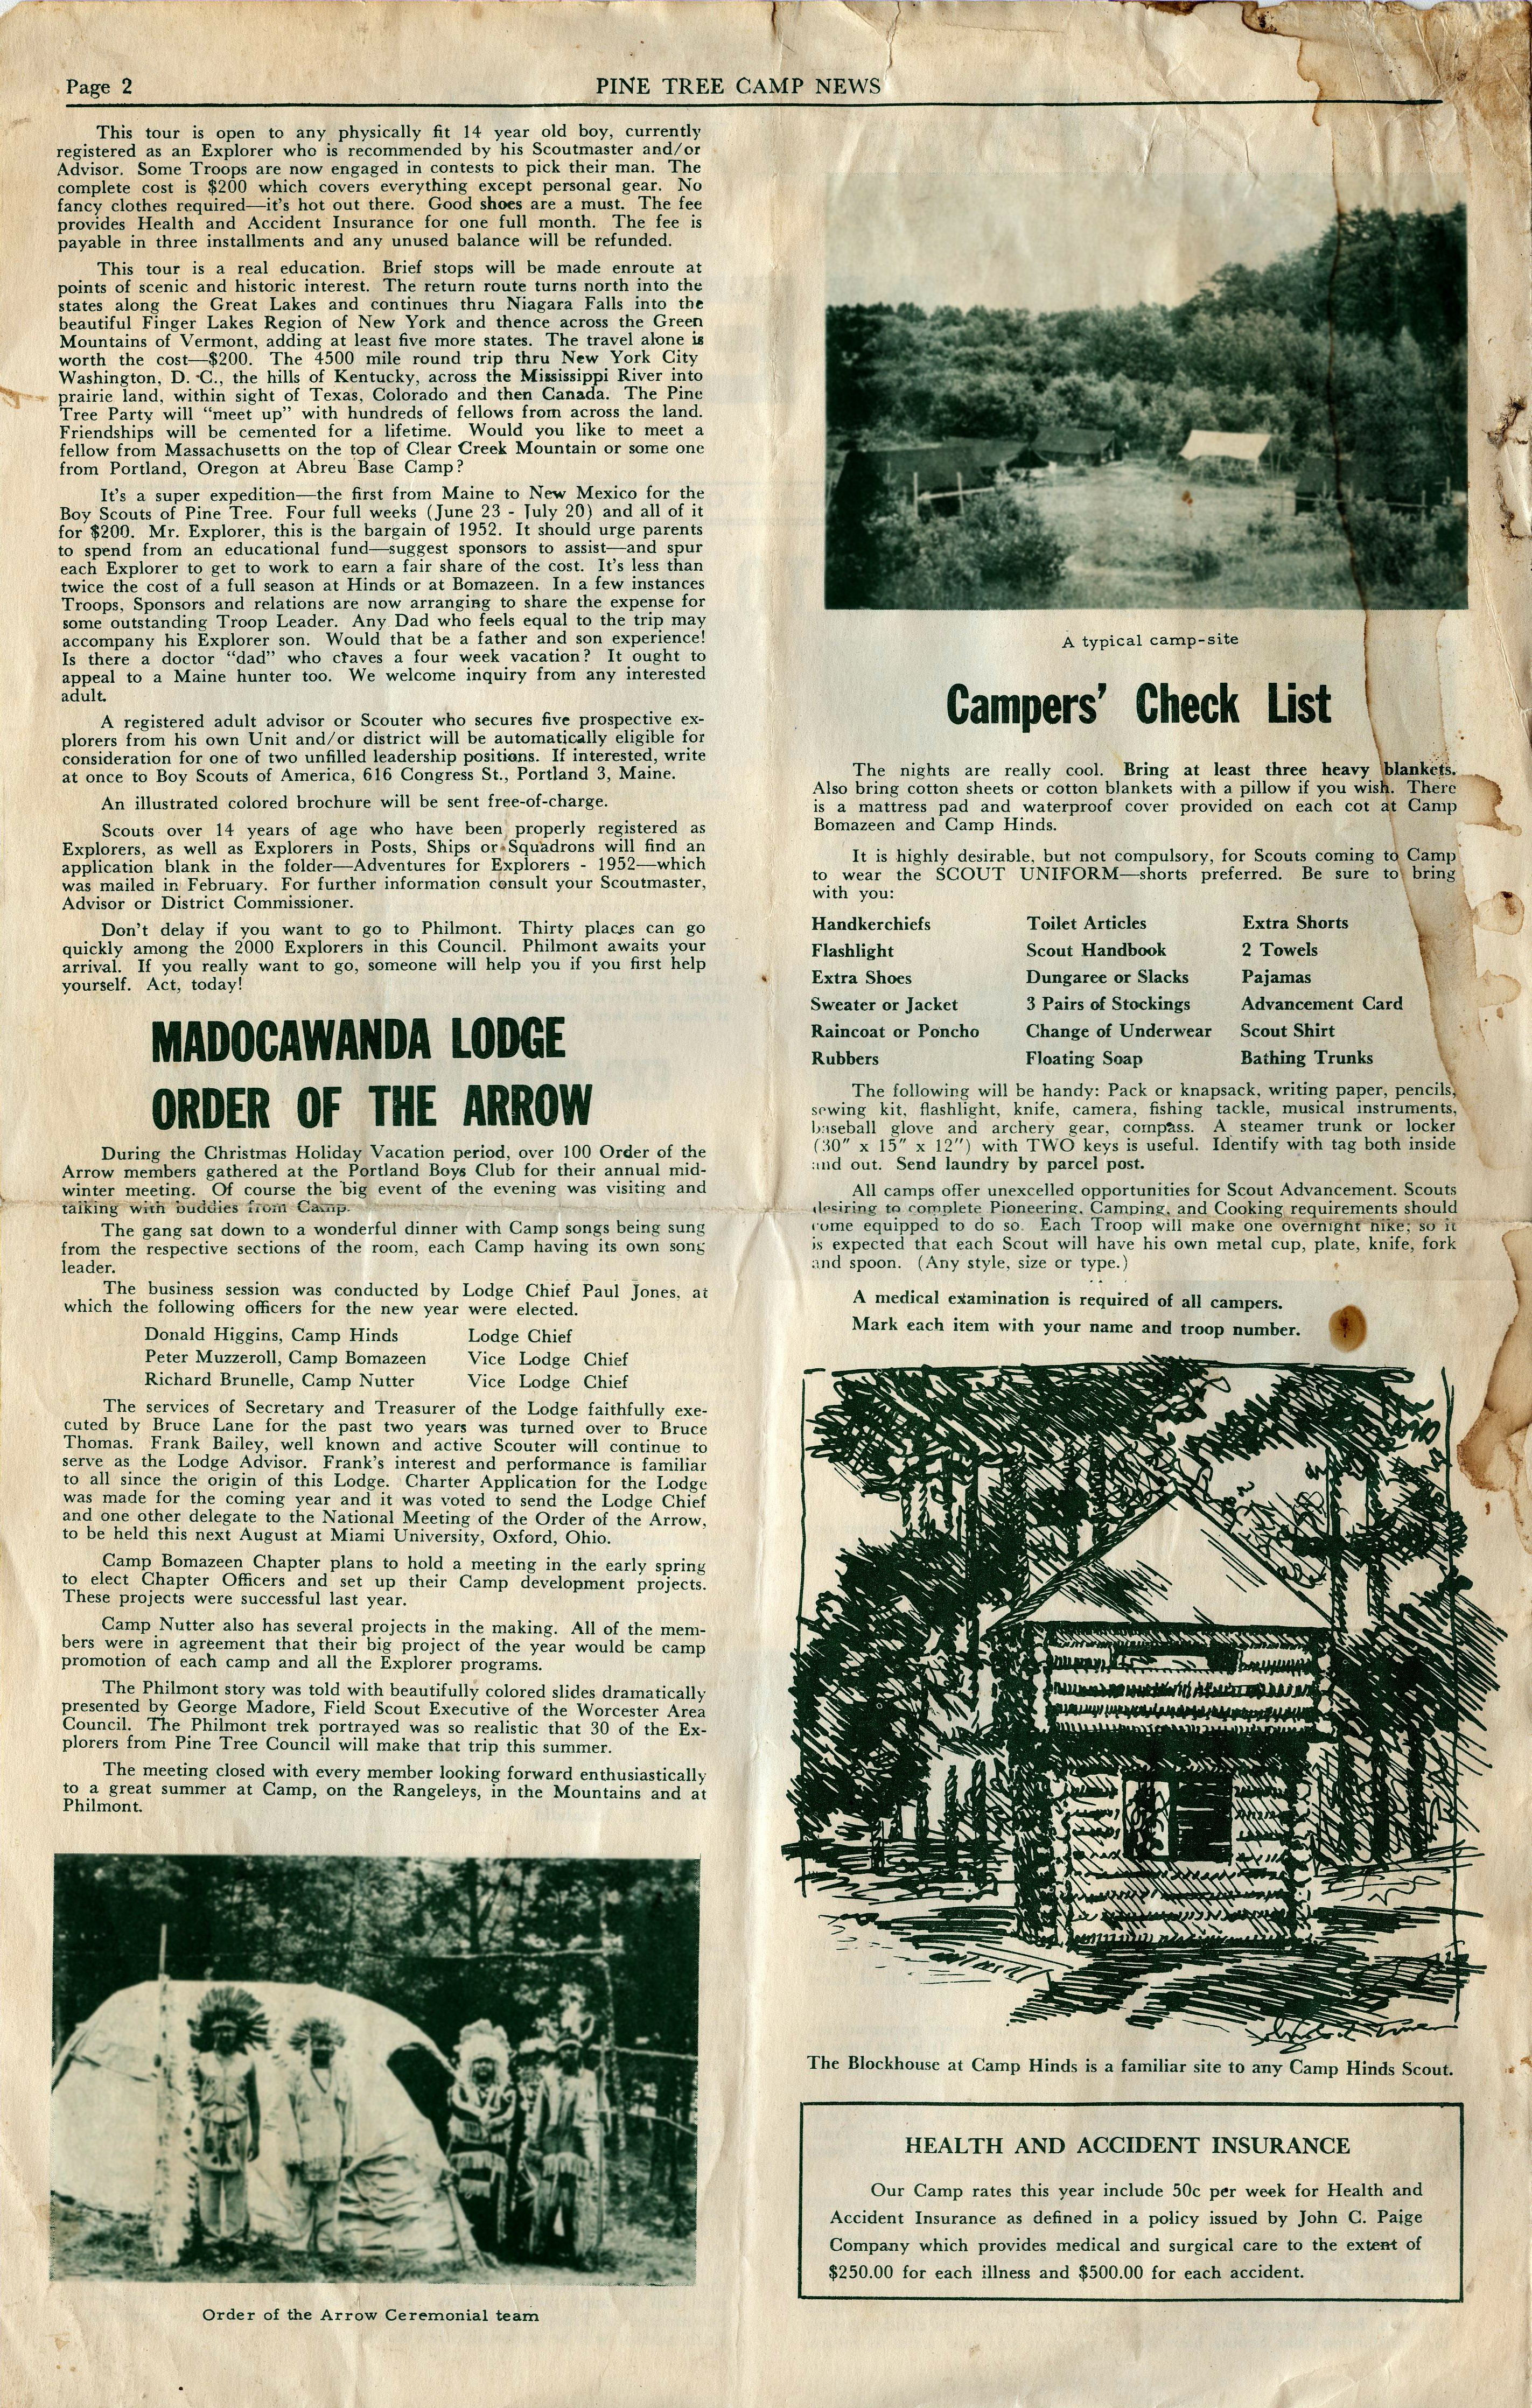 Page 2
PINE TREE CAMP NEWS
This tour is open to any physically fit 14 year old boy, currently
registered as an Explorer who is recommended by his Scoutmaster and/or
Advisor. Some Troops are now engaged in contests to pick their man. The
complete cost is $200 which covers everything except personal gear. No
fancy clothes required—it's hot out there. Good shoes are a must. The fee
provides Health and Accident Insurance for one full month. The fee is
payable in three installments and any unused balance will be refunded.
This tour is a real education. Brief stops will be made enroute at
points of scenic and historic interest. The return route turns north into the
states along the Great Lakes and continues thru Niagara Falls into the
beautiful Finger Lakes Region of New York and thence across the Green
Mountains of Vermont, adding at least five more states. The travel alone is
worth the cost—$200. The 4500 mile round trip thru New York City
Washington, D. C., the hills of Kentucky, across the Mississippi River into
prairie land, within sight of Texas, Colorado and then Canada. The Pine
Tree Party will "meet up" with hundreds of fellows from across the land.
Friendships will be cemented for a lifetime. Would you like to meet a
fellow from Massachusetts on the top of Clear Creek Mountain or some one
from Portland, Oregon at Abreu Base Camp?
It's a super expedition—the first from Maine to New Mexico for the
Boy Scouts of Pine Tree. Four full weeks (June 23 - July 20) and all of it
for $200. Mr. Explorer, this is the bargain of 1952. It should urge parents
to spend from an educational fund—suggest sponsors to assist—and spur
each Explorer to get to work to earn a fair share of the cost. It's less than
twice the cost of a full season at Hinds or at Bomazeen. In a few instances
Troops, Sponsors and relations are now arranging to share the expense for
some outstanding Troop Leader. Any Dad who feels equal to the trip may
accompany his Explorer son. Would that be a father and son experience!
Is there a doctor "dad" who craves a four week vacation? It ought to
appeal to a Maine hunter too. We welcome inquiry from any interested
adult.
A registered adult advisor or Scouter who secures five prospective ex-
plorers from his own Unit and/or district will be automatically eligible for
consideration for one of two unfilled leadership positions. If interested, write
at once to Boy Scouts of America, 616 Congress St., Portland 3, Maine.
An illustrated colored brochure will be sent free-of-charge.
Scouts over 14 years of age who have been properly registered as
Explorers, as well as Explorers in Posts, Ships or Squadrons will find an
application blank in the folder—Adventures for Explorers - 1952—which
was mailed in February. For further information consult your Scoutmaster,
Advisor or District Commissioner.
Don't delay if you want to go to Philmont. Thirty places can go
quickly among the 2000 Explorers in this Council. Philmont awaits your
arrival. If you really want to go, someone will help you if you first help
yourself. Act, today!
MADOCAWANDA LODGE
ORDER OF THE ARROW
During the Christmas Holiday Vacation period, over 100 Order of the
Arrow members gathered at the Portland Boys Club for their annual mid-
winter meeting. Of course the big event of the evening was visiting and
talking with buddies from Camp.
The gang sat down to a wonderful dinner with Camp songs being sung
from the respective sections of the room, each Camp having its own song
leader.
The business session was conducted by Lodge Chief Paul Jones, at
which the following officers for the new year were elected.
Donald Higgins, Camp Hinds Lodge Chief
Peter Muzzeroll, Camp Bomazeen Vice Lodge Chief
Richard Brunelle, Camp Nutter Vice Lodge Chief
The services of Secretary and Treasurer of the Lodge faithfully exe-
cuted by Bruce Lane for the past two years was turned over to Bruce
Thomas. Frank Bailey, well known and active Scouter will continue to
serve as the Lodge Advisor. Frank's interest and performance is familiar
to all since the origin of this Lodge. Charter Application for the Lodge
was made for the coming year and it was voted to send the Lodge Chief
and one other delegate to the National Meeting of the Order of the Arrow,
to be held this next August at Miami University, Oxford, Ohio.
Camp Bomazeen Chapter plans to hold a meeting in the early spring
to elect Chapter Officers and set up their Camp development projects.
These projects were successful last year.
Camp Nutter also has several projects in the making. All of the mem-
bers were in agreement that their big project of the year would be camp
promotion of each camp and all the Explorer programs.
The Philmont story was told with beautifully colored slides dramatically
presented by George Madore, Field Scout Executive of the Worcester Area
Council. The Philmont trek portrayed was so realistic that 30 of the Ex-
plorers from Pine Tree Council will make that trip this summer.
The meeting closed with every member looking forward enthusiastically
to a great summer at Camp, on the Rangeleys, in the Mountains and at
Philmont.
Order of the Arrow Ceremonial team
A typical camp-site
Campers' Check List
The nights are really cool. Bring at least three heavy blankets.
Also bring cotton sheets or cotton blankets with a pillow if you wish. There
is a mattress pad and waterproof cover provided on each cot at Camp
Bomazeen and Camp Hinds.
It is highly desirable, but not compulsory, for Scouts coming to Camp
to wear the SCOUT UNIFORM—shorts preferred. Be sure to bring
with you:
Handkerchiefs Toilet Articles Extra Shorts
Flashlight Scout Handbook 2 Towels
Extra Shoes Dungaree or Slacks Pajamas
Sweater or Jacket 3 Pairs of Stockings Advancement Card
Raincoat or Poncho Change of Underwear Scout Shirt
Rubbers Floating Soap Bathing Trunks
The following will be handy: Pack or knapsack, writing paper, pencils,
sewing kit, flashlight, knife, camera, fishing tackle, musical instruments,
baseball glove and archery gear, compass. A steamer trunk or locker
(30" x 15" x 12") with TWO keys is useful. Identify with tag both inside
and out. Send laundry by parcel post.
All camps offer unexcelled opportunities for Scout Advancement. Scouts
desiring to complete Pioneering, Camping, and Cooking requirements should
come equipped to do so. Each Troop will make one overnight hike; so it
is expected that each Scout will have his own metal cup, plate, knife, fork
and spoon. (Any style, size or type.)
A medical examination is required of all campers.
Mark each item with your name and troop number.
The Blockhouse at Camp Hinds is a familiar site to any Camp Hinds Scout.
HEALTH AND ACCIDENT INSURANCE
Our Camp rates this year include 50c per week for Health and
Accident Insurance as defined in a policy issued by John C. Paige
Company which provides medical and surgical care to the extent of
$250.00 for each illness and $500.00 for each accident.